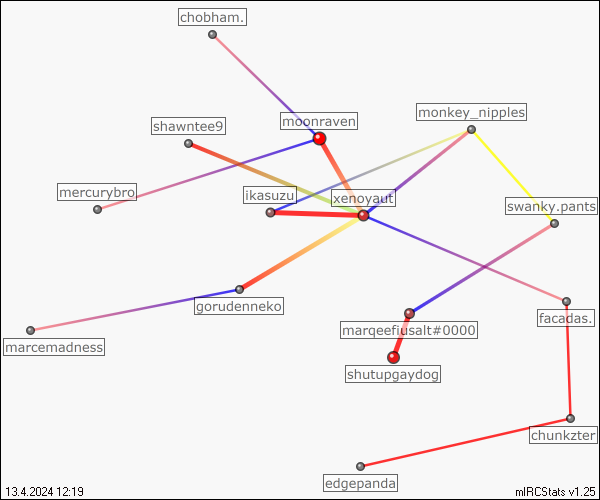 chobham.
monkey_nipples
moonraven
shawntee9
mercurybro
ikasuzu
xenoyaut
swanky.pants
gorudenneko
facadas.
marqeefiusalt#0000
marcemadness
shutupgaydog
chunkzter
edgepanda
13.4.2024 12:19
mIRCStats v1.25